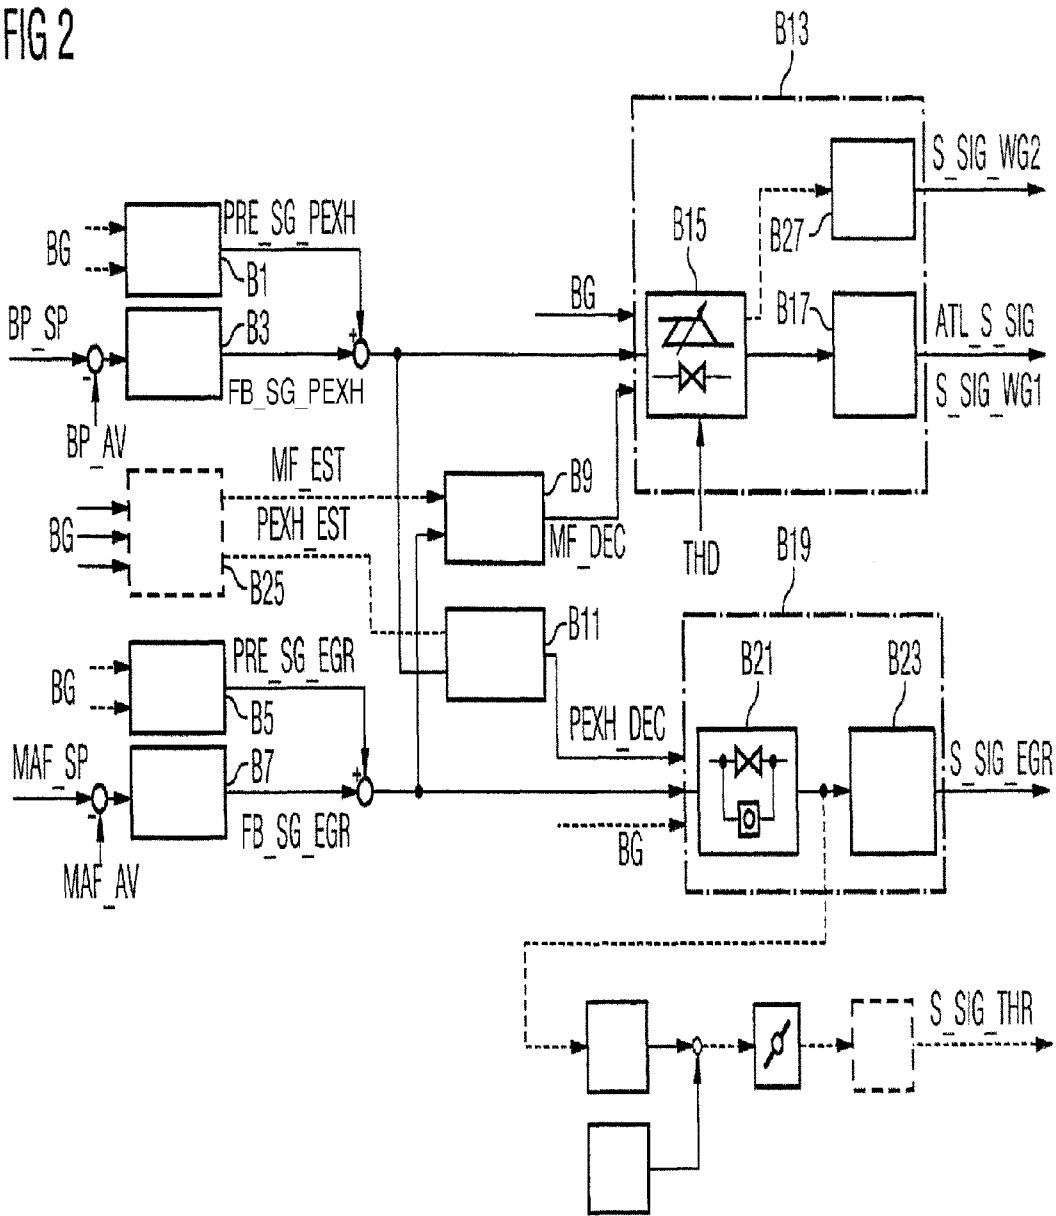 FIG 2
B13
S_SIG_WG2
PRE_SG_PEXH
B15
B27
BG
B1
BG
B17
BP_SP
B3
ATL_S_SIG
+
-
FB_SG_PEXH
S_SIG_WG1
BP_AV
MF_EST
B9
PEXH_EST
MF_DEC
BG
THD
B19
B25
B11
PRE_SG_EGR
B21
B23
BG
B5
PEXH_DEC
MAF_SP
B7
S_SIG_EGR
+
-
FB_SG_EGR
BG
MAF_AV
S_SIG_THR